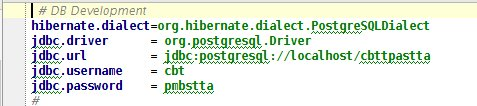 # DB Development
hibernate.dialect=org.hibernate.dialect.PostgreSQLDialect
jdbc.driver = org.postgresql.Driver
jdbc.url = jdbc:postgresql://localhost/cbttpastta
jdbc.username = cbt
jdbc.password = pmbstta
#